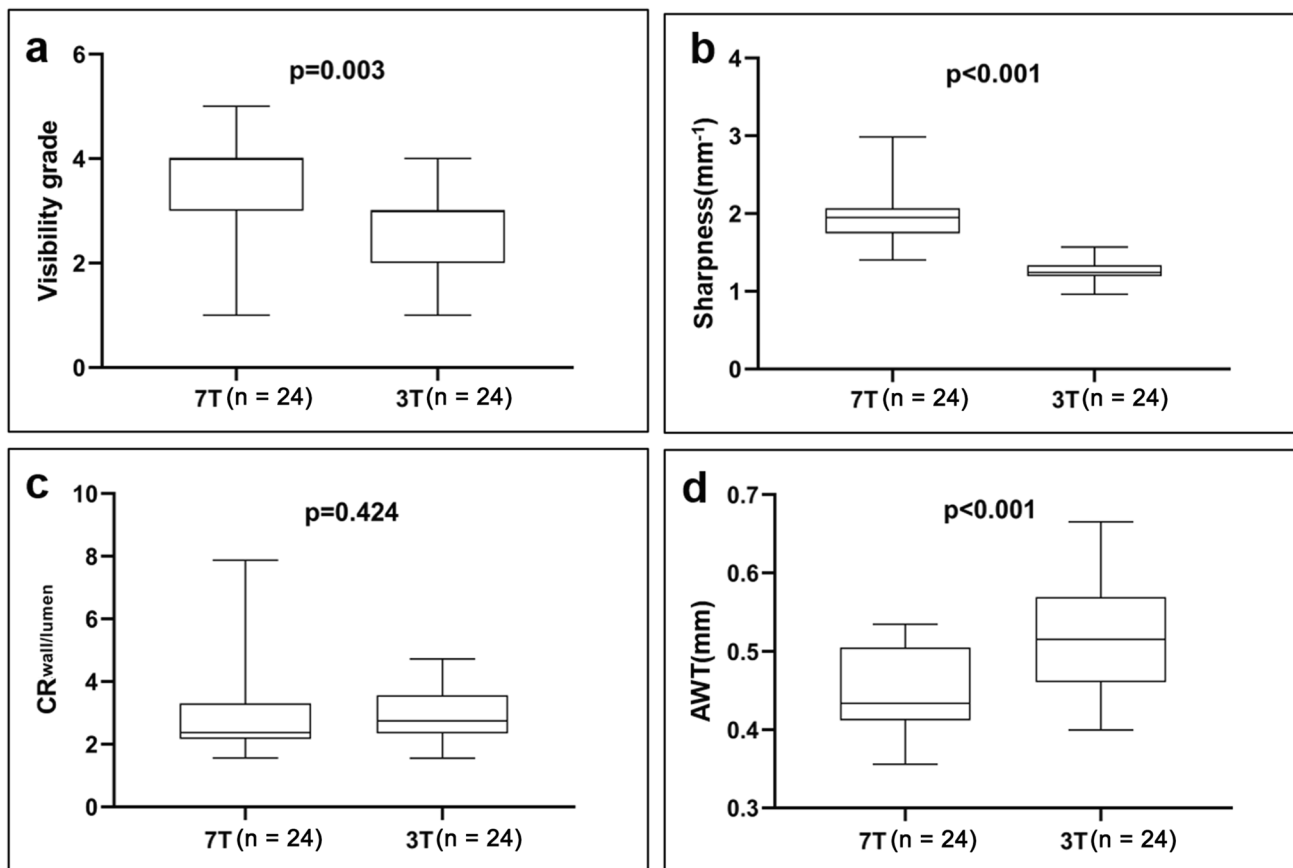 a
p=0.003
Visibility grade
6
4
2
0
7T (n = 24) 3T (n = 24)
b
p<0.001
Sharpness(mm⁻¹)
4
3
2
1
0
7T (n = 24) 3T (n = 24)
c
p=0.424
CRwall/lumen
10
8
6
4
2
0
7T (n = 24) 3T (n = 24)
d
p<0.001
AWT(mm)
0.7
0.6
0.5
0.4
0.3
7T (n = 24) 3T (n = 24)